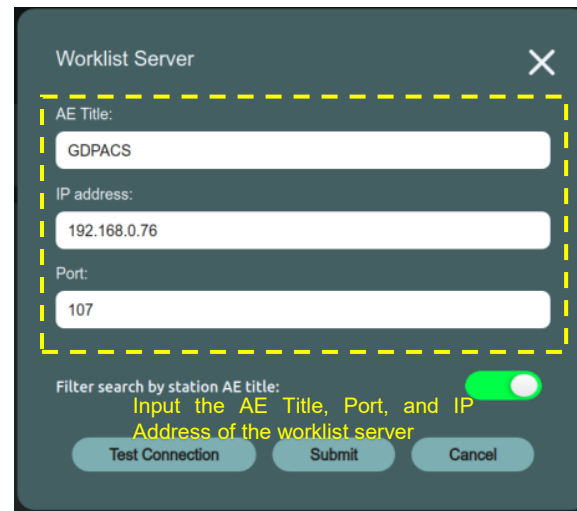 Worklist Server
AE Title:
GDPACS
IP address:
192.168.0.76
Port:
107
Filter search by station AE title:
Input the AE Title, Port, and IP
Address of the worklist server
Test Connection Submit Cancel